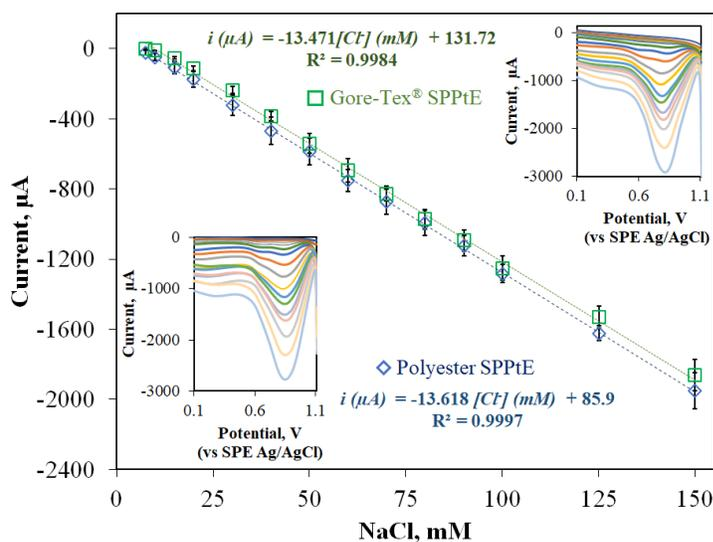 i (µA) = -13.471[Cl-] (mM) + 131.72
R² = 0.9984
Gore-Tex® SPPtE
0
-400
-800
-1200
-1600
-2000
-2400
Current, µA
0
25
50
75
100
125
150
NaCl, mM
0
-1000
-2000
-3000
Current, µA
0.1
0.6
1.1
Potential, V
(vs SPE Ag/AgCl)
0
-1000
-2000
-3000
Current, µA
0.1
0.6
1.1
Potential, V
(vs SPE Ag/AgCl)
Polyester SPPtE
i (µA) = -13.618 [Cl-] (mM) + 85.9
R² = 0.9997